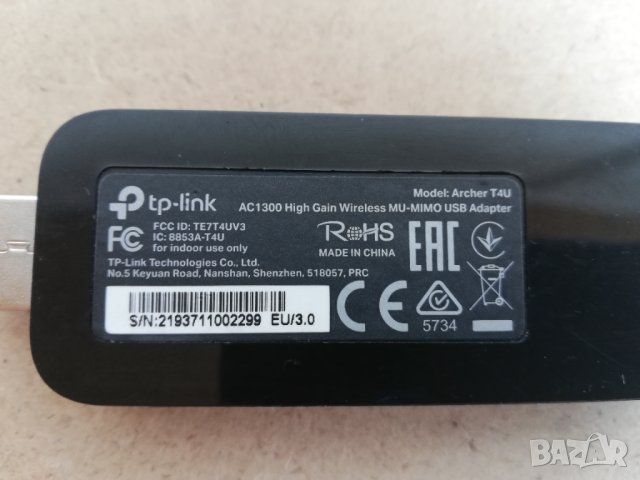 tp-link
Model: Archer T4U
AC1300 High Gain Wireless MU-MIMO USB Adapter
FC
FCC ID: TE7T4UV3
IC: 8853A-T4U
for indoor use only
TP-Link Technologies Co., Ltd.
No.5 Keyuan Road, Nanshan, Shenzhen, 518057, PRC
RoHS
MADE IN CHINA
EAC
CE
5734
S/N:2193711002299 EU/3.0
BAZAR